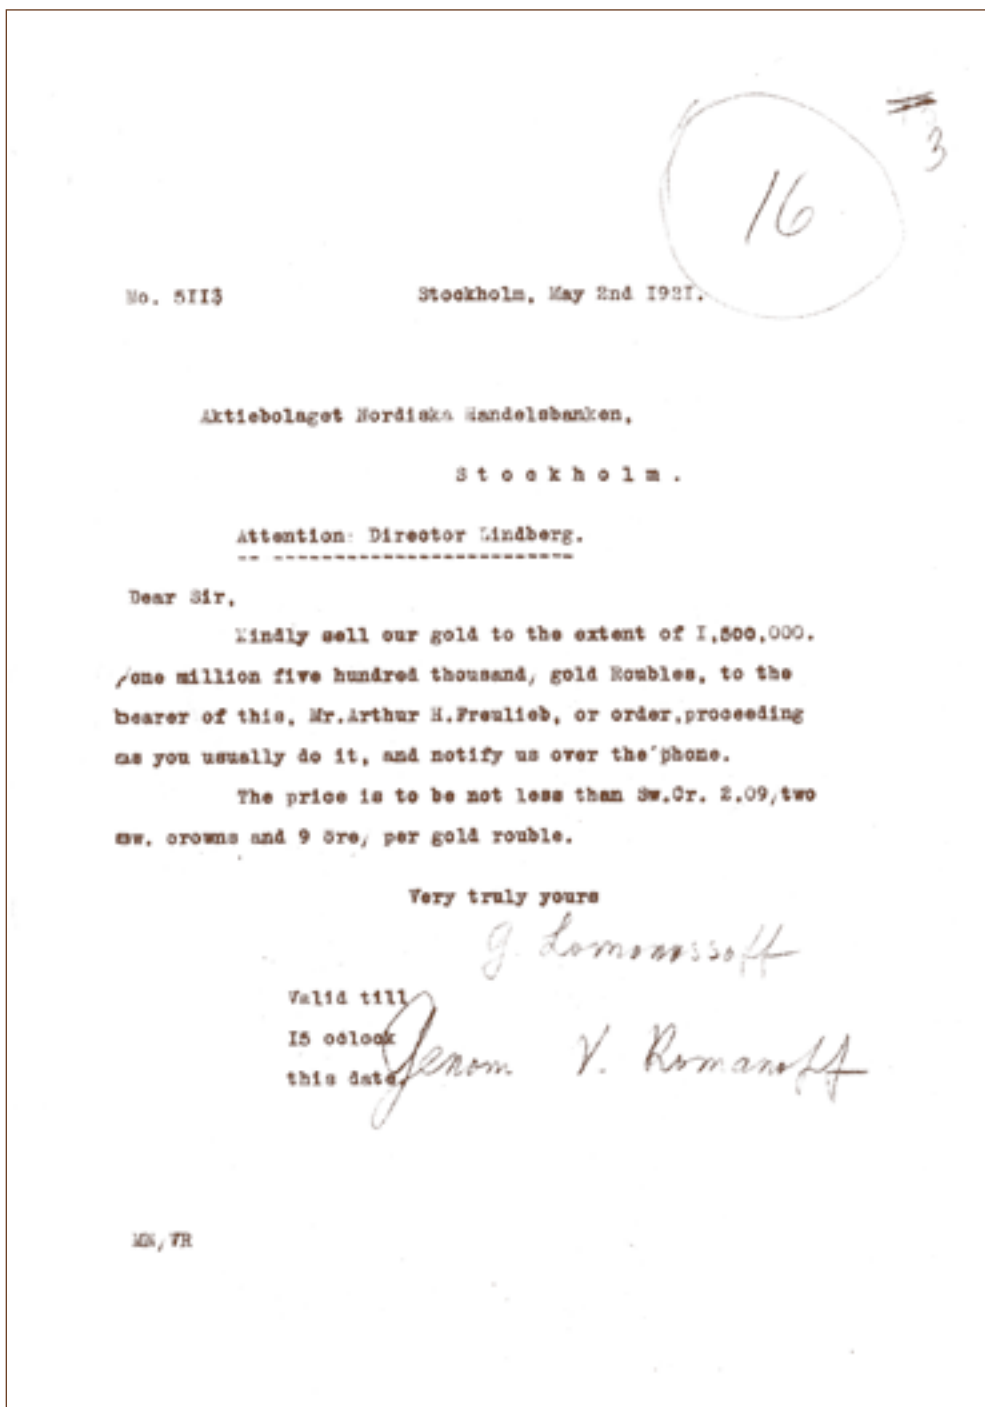 3
16
No. 5II3
Stockholm, May 2nd I92I.
Aktiebolaget Nordiska Handelsbanken,
Stockholm.
Attention: Director Lindberg.
Dear Sir,
Kindly sell our gold to the extent of I,500,000.
/one million five hundred thousand/ gold Roubles, to the
bearer of this, Mr.Arthur H.Freulieb, or order,proceeding
as you usually do it, and notify us over the'phone.
The price is to be not less than Sw.Cr. 2.09/two
sw. crowns and 9 öre/ per gold rouble.
Very truly yours
G. Lomonossoff
Valid till
I5 oclock
this date.
Genom V. Romanoff
MN/VR